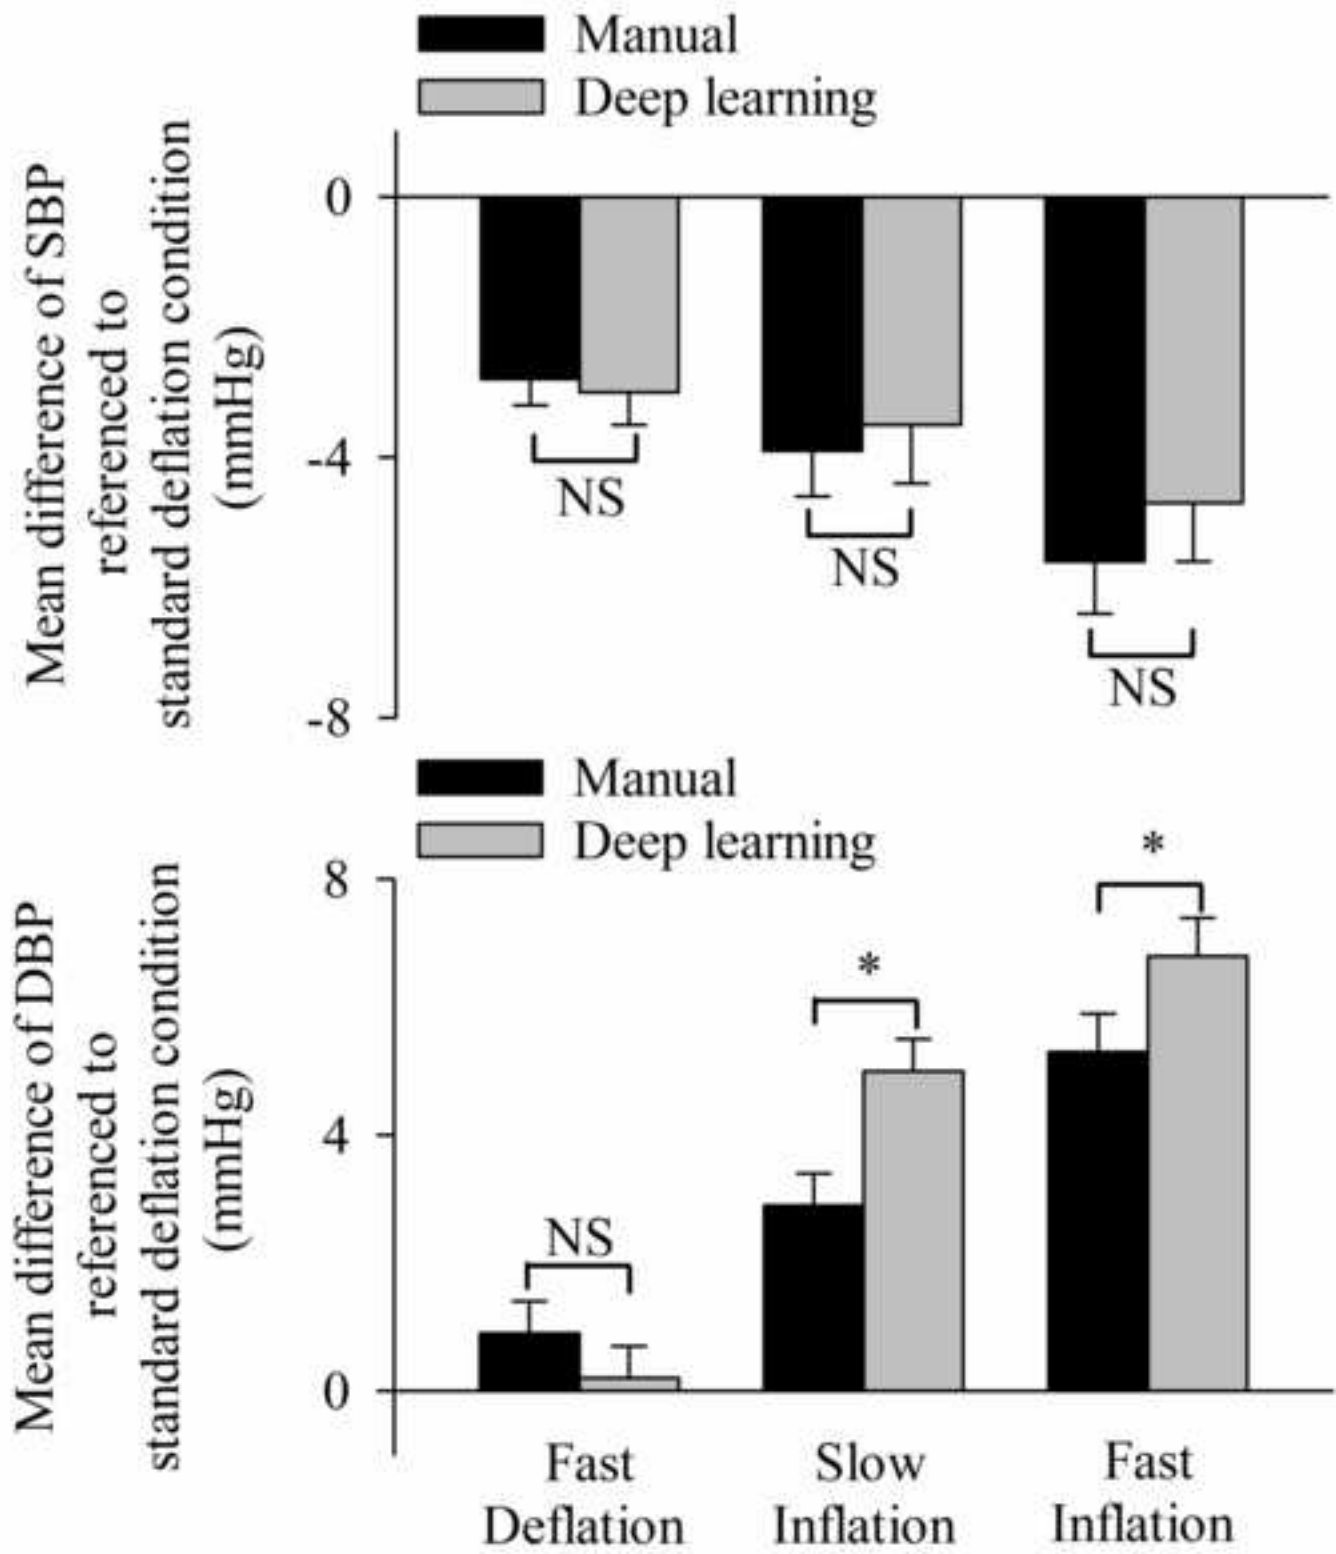 Manual
Deep learning
Mean difference of SBP
referenced to
standard deflation condition
(mmHg)
0
-4
-8
NS
NS
NS
Manual
Deep learning
Mean difference of DBP
referenced to
standard deflation condition
(mmHg)
8
4
0
NS
*
*
Fast
Deflation
Slow
Inflation
Fast
Inflation